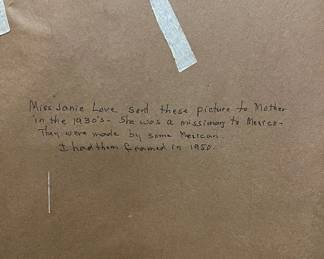 Miss Janie Love send these picture to Mother
in the 1930's - She was a missionary to Mexico -
They were made by some Mexican.
I had them framed in 1950.